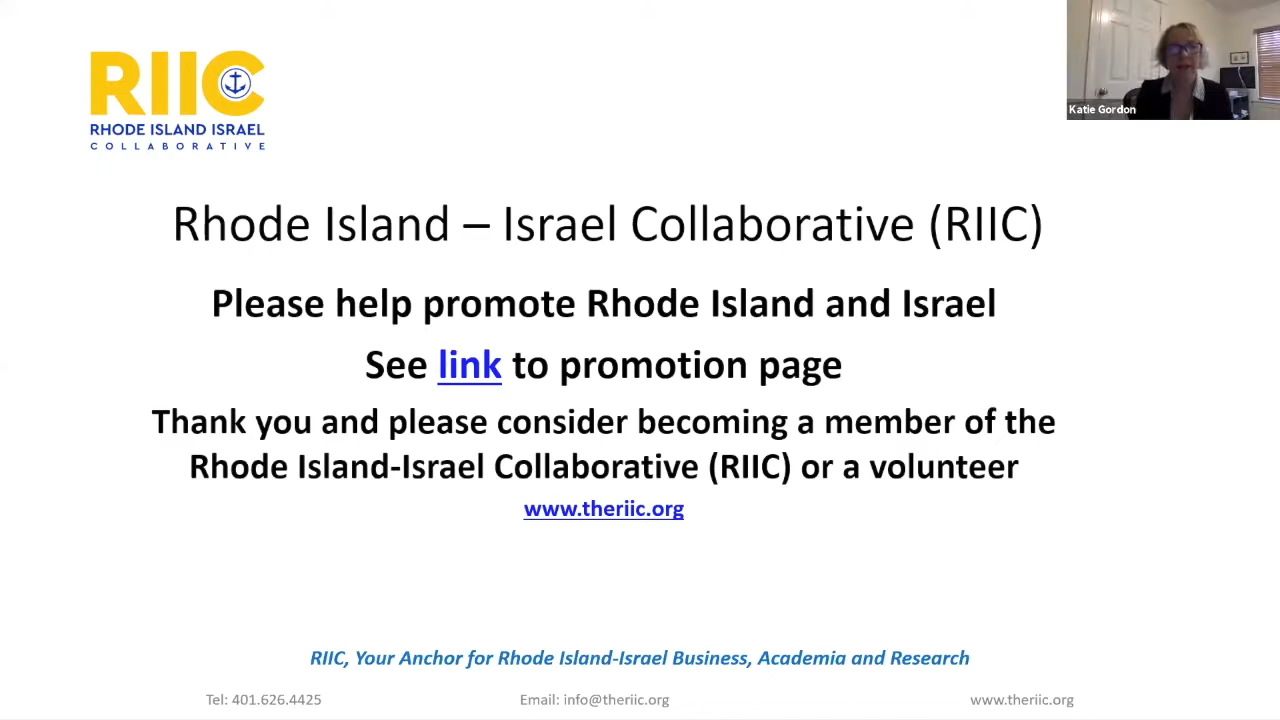 RIIC
RHODE ISLAND ISRAEL
COLLABORATIVE
Katie Gordon
Rhode Island – Israel Collaborative (RIIC)
Please help promote Rhode Island and Israel
See link to promotion page
Thank you and please consider becoming a member of the
Rhode Island-Israel Collaborative (RIIC) or a volunteer
www.theriic.org
RIIC, Your Anchor for Rhode Island-Israel Business, Academia and Research
Tel: 401.626.4425 Email: info@theriic.org www.theriic.org